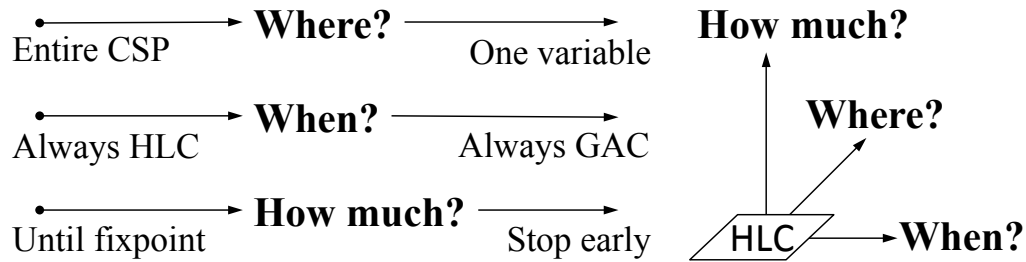 Where?
Entire CSP
One variable
When?
Always HLC
Always GAC
How much?
Until fixpoint
Stop early
How much?
Where?
HLC
When?